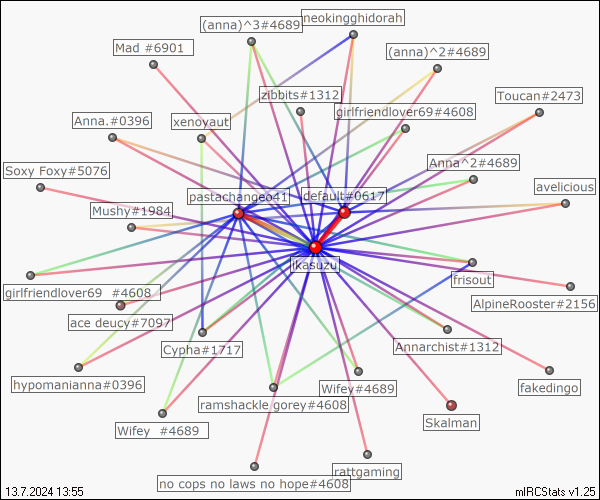 (anna)^3#4689
neokingghidorah
Mad #6901
(anna)^2#4689
zibbits#1312
Toucan#2473
girlfriendlover69#4608
Anna.#0396
xenoyaut
Anna^2#4689
Soxy Foxy#5076
pastachangeo41
default#0617
avelicious
Mushy#1984
ikasuzu
frisout
girlfriendlover69 #4608
AlpineRooster#2156
ace deucy#7097
Cypha#1717
Annarchist#1312
hypomanianna#0396
Wifey#4689
fakedingo
ramshackle gorey#4608
Skalman
Wifey #4689
rattgaming
no cops no laws no hope#4608
13.7.2024 13:55
mIRCStats v1.25